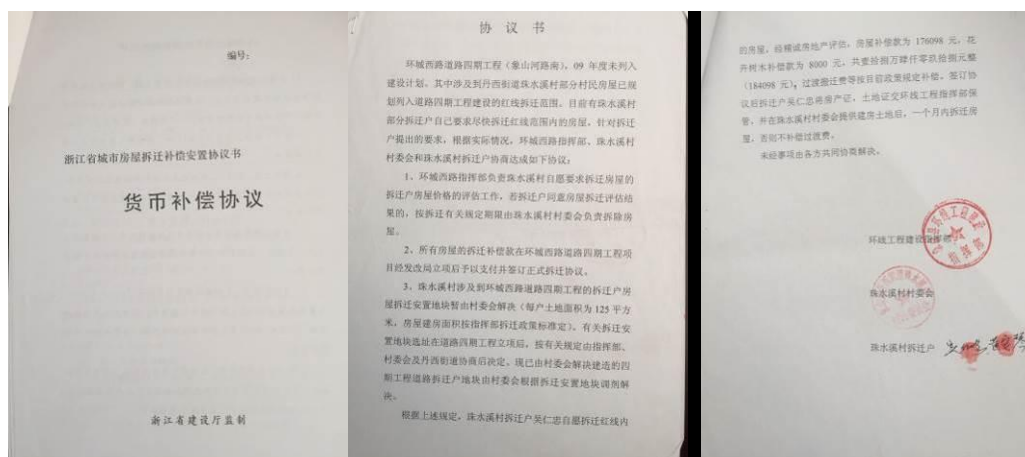 编号:
浙江省城市房屋拆迁补偿安置协议书
货币补偿协议
浙江省建设厅监制
协议书
环城西路道路四期工程（象山河路南），09 年度未列入
建设计划，其中涉及到丹西街道珠水溪村部分村民房屋已规
划列入道路四期工程建设的红线拆迁范围。目前有珠水溪村
部分拆迁户自己要求尽快拆迁红线范围内的房屋，针对拆迁
户提出的要求，根据实际情况，环城西路指挥部、珠水溪村
村委会和珠水溪村拆迁户协商达成如下协议：
1、环城西路指挥部负责珠水溪村自愿要求拆迁房屋的
拆迁户房屋价格的评估工作，若拆迁户同意房屋拆迁评估结
果的，按拆迁有关规定期限由珠水溪村村委会负责拆除房
屋。
2、所有房屋的拆迁补偿款在环城西路道路四期工程项
目经发改局立项后予以支付并签订正式拆迁协议。
3、珠水溪村涉及到环城西路道路四期工程的拆迁户房
屋拆迁安置地块暂由村委会解决（每户土地面积为 125 平方
米，房屋建房面积按指挥部拆迁政策标准定）。有关拆迁安
置地块选址在道路四期工程立项后，按有关规定由指挥部、
村委会及丹西街道协商后决定，现已由村委会解决建造的四
期工程道路拆迁户地块由村委会根据拆迁安置地块调剂解
决。
根据上述规定，珠水溪村拆迁户吴仁忠自愿拆迁红线内
的房屋，经精诚房地产评估，房屋补偿款为 176098 元，花
卉树木补偿款为 8000 元，共壹拾捌万肆仟零玖拾捌元整
（184098 元），过渡搬迁费等按目前政策规定补偿，签订协
议后拆迁户吴仁忠将房产证、土地证交环线工程指挥部保
管，并在珠水溪村村委会提供建房土地后，一个月内拆迁房
屋，否则不补偿过渡费。
未经事项由各方共同协商解决。
环线工程建设指挥部
珠水溪村村委会
珠水溪村拆迁户